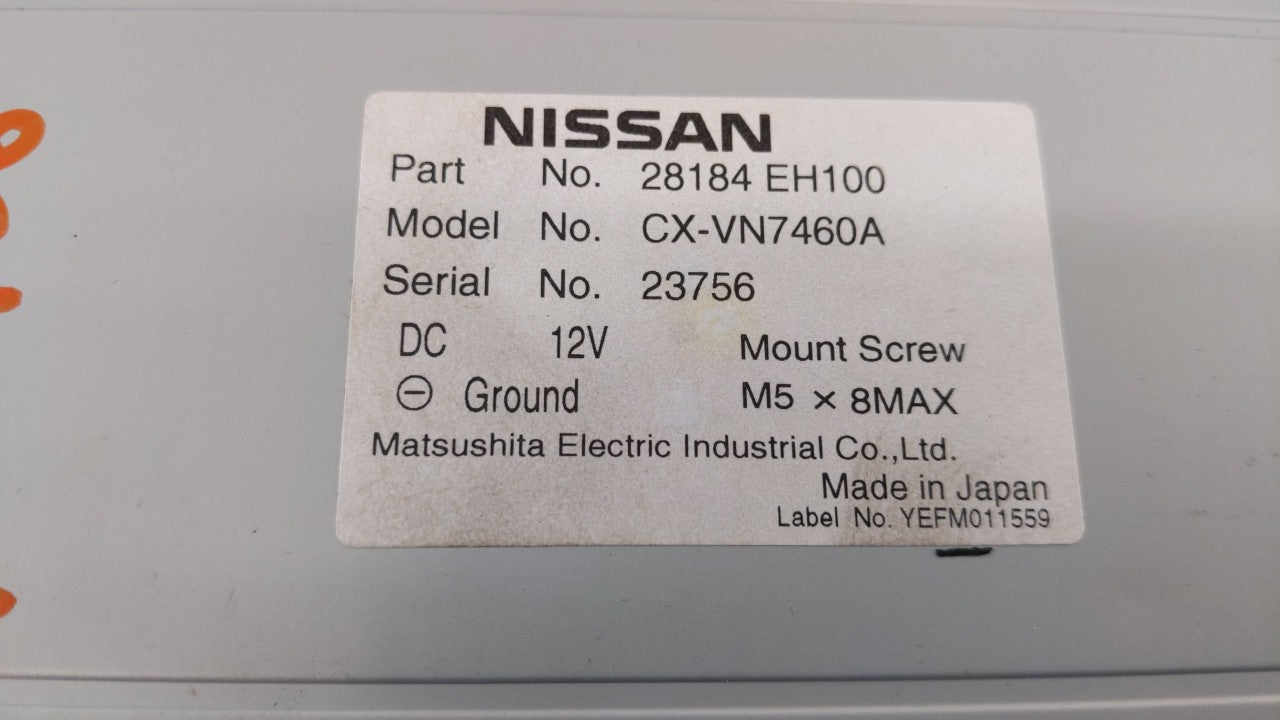 NISSAN
Part No. 28184 EH100
Model No. CX-VN7460A
Serial No. 23756
DC 12V Mount Screw
⊖ Ground M5 × 8MAX
Matsushita Electric Industrial Co.,Ltd.
Made in Japan
Label No. YEFM011559